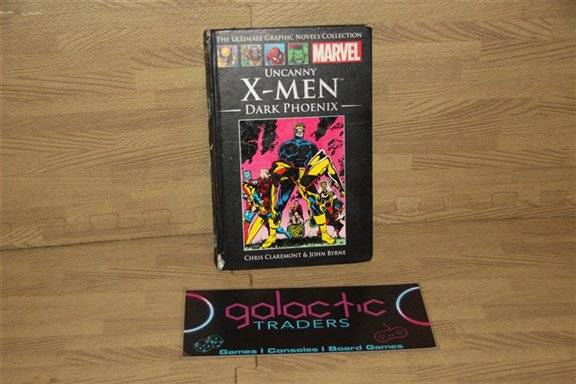 THE ULTIMATE GRAPHIC NOVELS COLLECTION
MARVEL
UNCANNY
X-MEN™
DARK PHOENIX
CHRIS CLAREMONT & JOHN BYRNE
galactic
TRADERS
Games | Consoles | Board Games